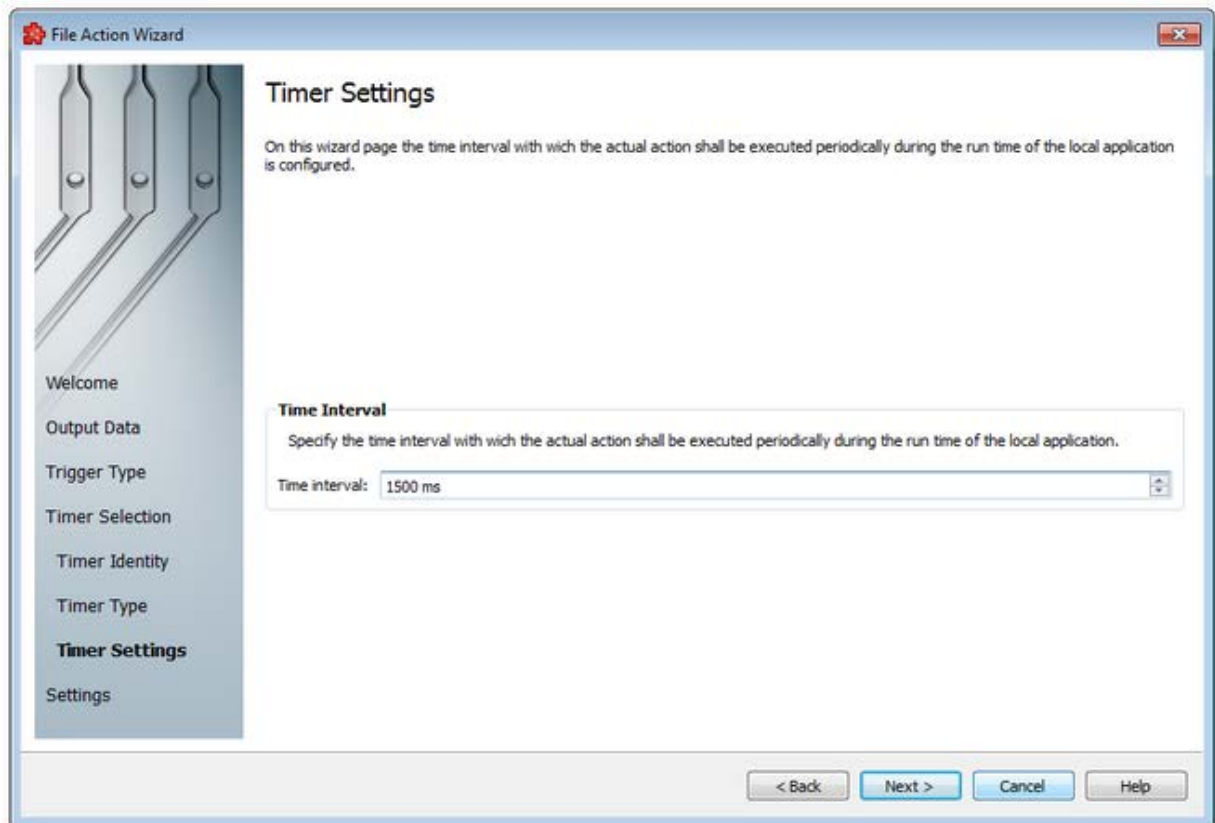 File Action Wizard
Timer Settings
On this wizard page the time interval with wich the actual action shall be executed periodically during the run time of the local application
is configured.
Welcome
Output Data
Trigger Type
Timer Selection
Timer Identity
Timer Type
Timer Settings
Settings
Time Interval
Specify the time interval with wich the actual action shall be executed periodically during the run time of the local application.
Time interval: 1500 ms
< Back Next > Cancel Help